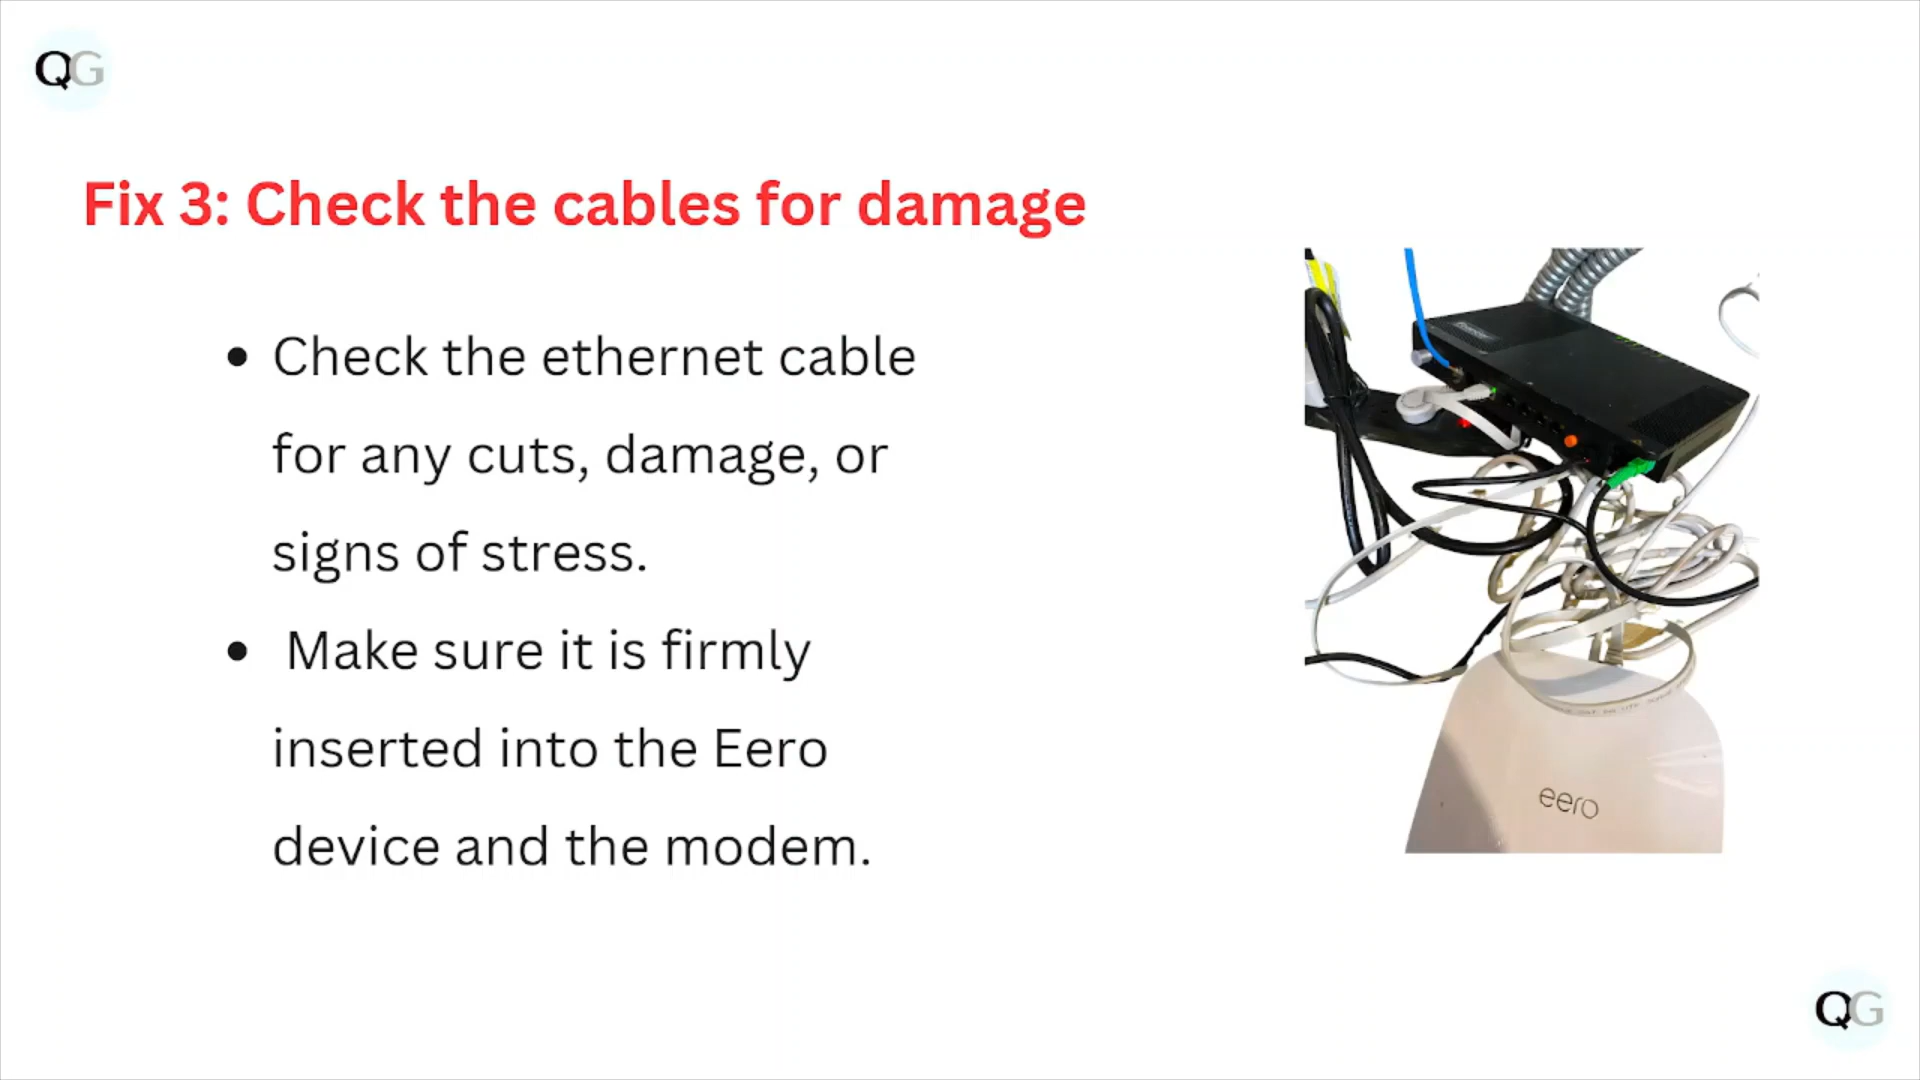 QG
Fix 3: Check the cables for damage
• Check the ethernet cable
for any cuts, damage, or
signs of stress.
• Make sure it is firmly
inserted into the Eero
device and the modem.
eero
QG